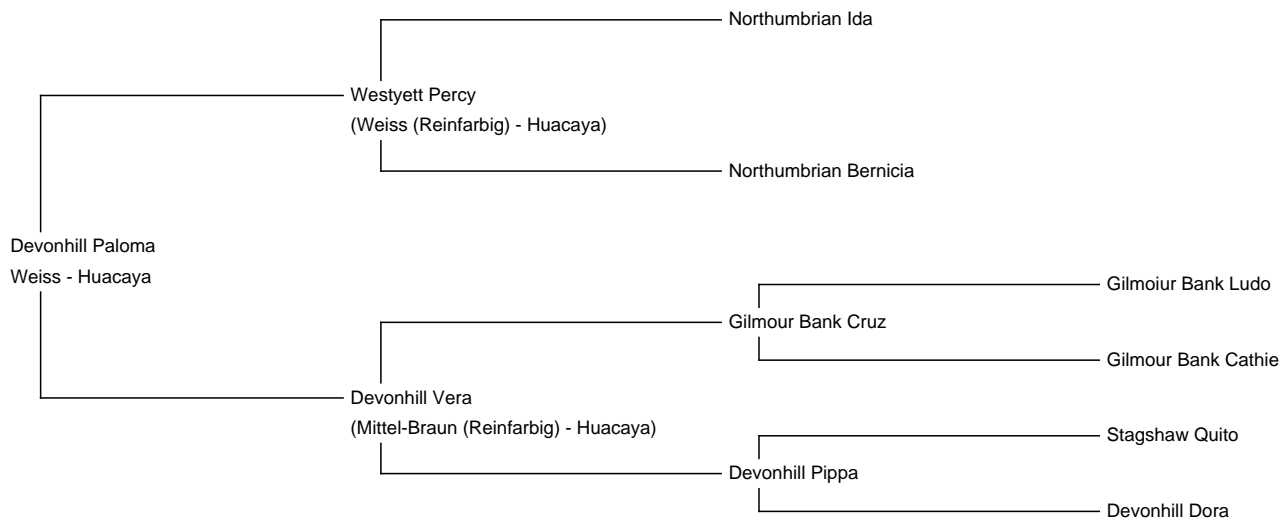 Northumbrian Ida
Westyett Percy
(Weiss (Reinfarbig) - Huacaya)
Northumbrian Bernicia
Devonhill Paloma
Weiss - Huacaya
Gilmoiur Bank Ludo
Gilmour Bank Cruz
Gilmour Bank Cathie
Devonhill Vera
(Mittel-Braun (Reinfarbig) - Huacaya)
Stagshaw Quito
Devonhill Pippa
Devonhill Dora